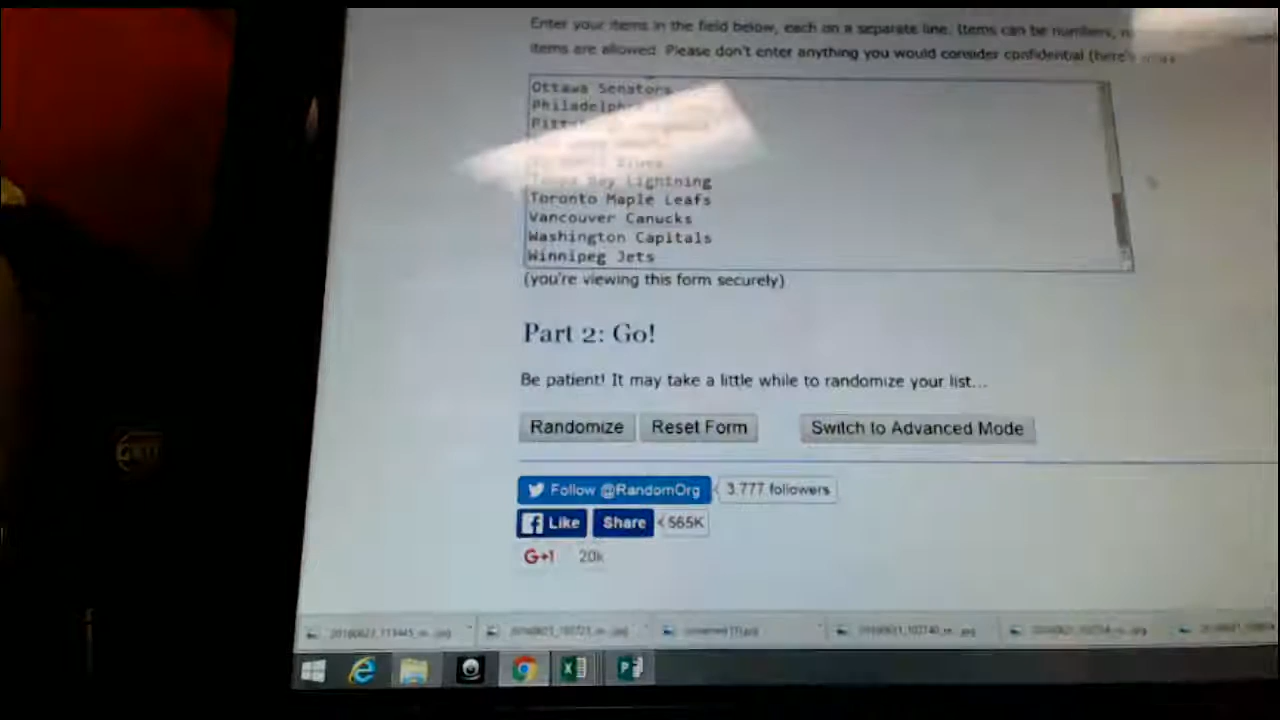 Enter your items in the field below, each on a separate line. Items can be numbers,
items are allowed. Please don't enter anything you would consider confidential (here's
Ottawa Senators
Tampa Bay Lightning
Toronto Maple Leafs
Vancouver Canucks
Washington Capitals
Winnipeg Jets
(you're viewing this form securely)
Part 2: Go!
Be patient! It may take a little while to randomize your list...
Randomize Reset Form Switch to Advanced Mode
Follow @RandomOrg 3,777 followers
Like Share 565K
G+1 20k